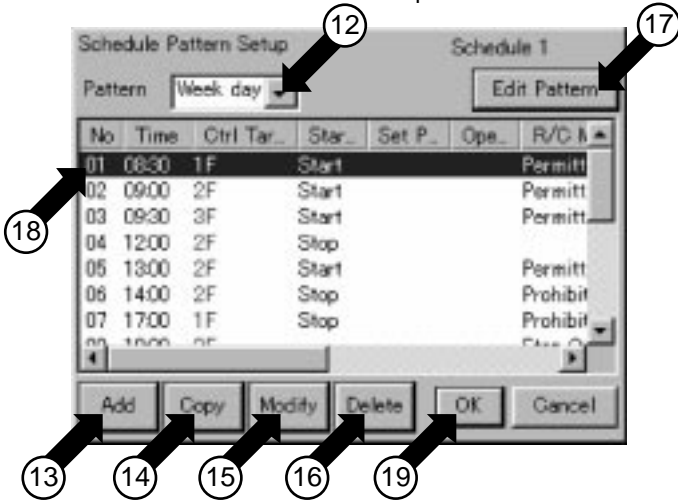 12
17
Schedule Pattern Setup Schedule 1
Pattern Week day Edit Pattern
No Time Ctrl Tar... Star... Set P... Ope... R/C M
01 08:30 1F Start Permitt
02 09:00 2F Start Permitt
03 09:30 3F Start Permitt
04 12:00 2F Stop
05 13:00 2F Start Permitt
06 14:00 2F Stop Prohibit
07 17:00 1F Stop Prohibit
18
Add Copy Modify Delete OK Cancel
13 14 15 16 19